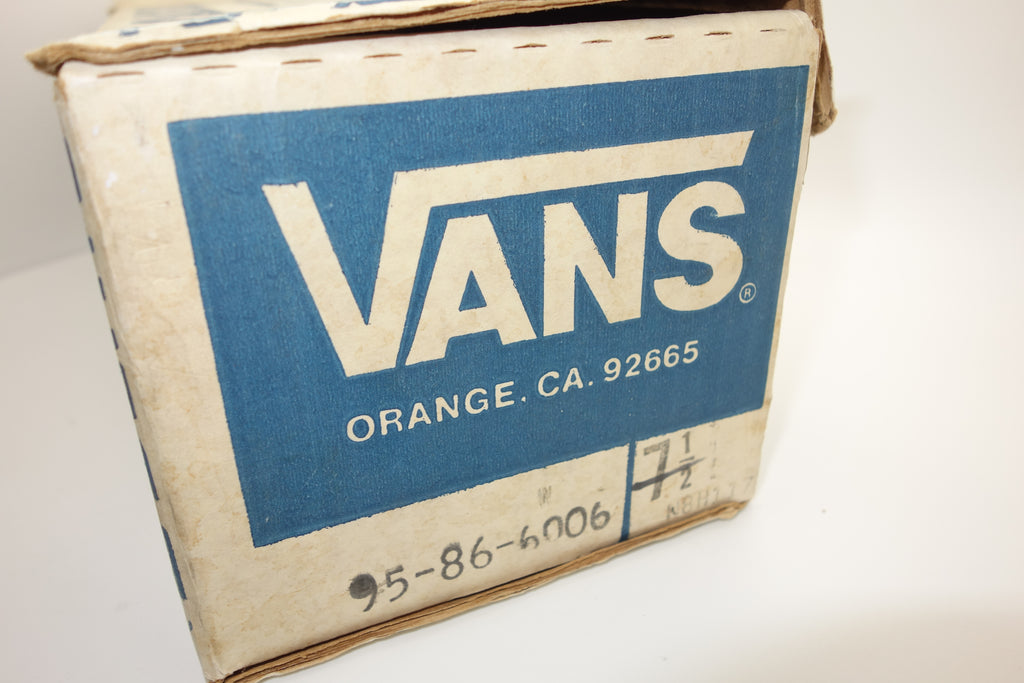 VANS®
ORANGE, CA. 92665
7 1/2
95-86-6006